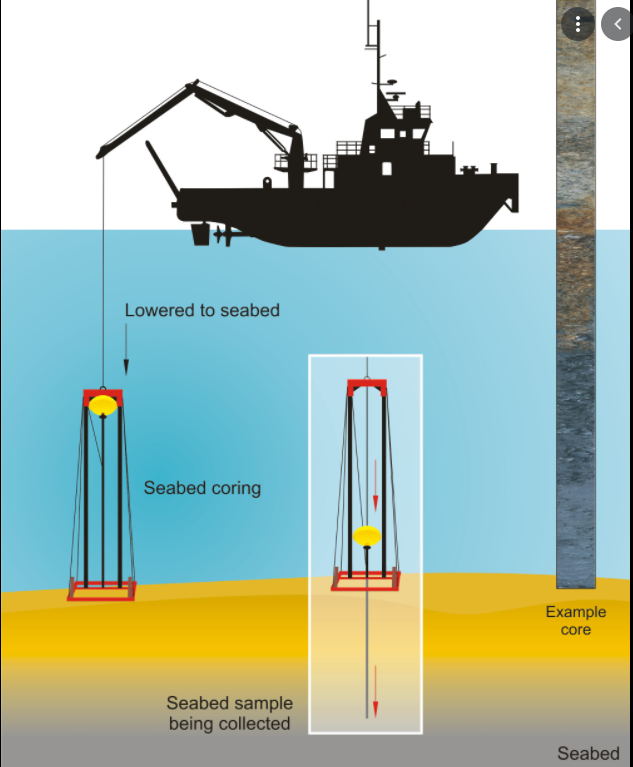 Lowered to seabed
Seabed coring
Example
core
Seabed sample
being collected
Seabed